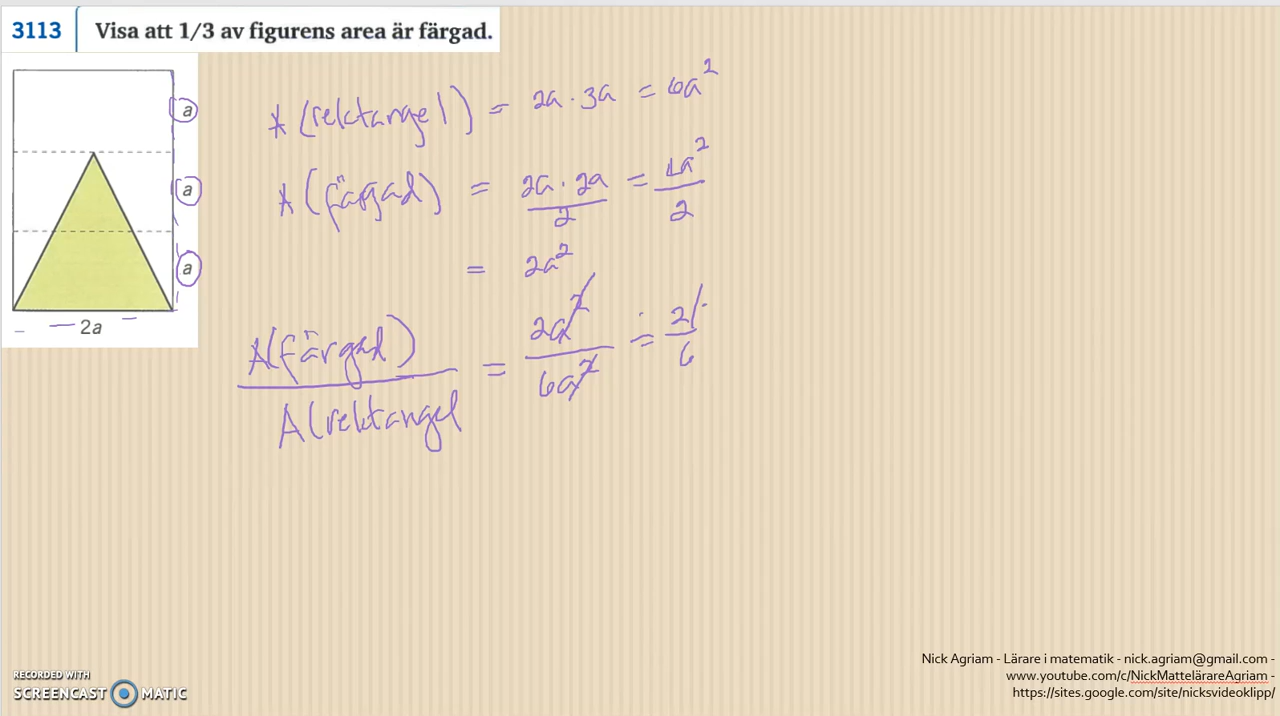 3113 Visa att 1/3 av figurens area är färgad.
a
a
a
2a
A(rektangel) = 2a · 3a = 6a²
A(färgad) = 2a · 2a / 2 = 4a² / 2
= 2a²
A(färgad) / A(rektangel = 2a² / 6a² = 2/ / 6
Nick Agriam - Lärare i matematik - nick.agriam@gmail.com -
www.youtube.com/c/NickMattelärareAgriam -
https://sites.google.com/site/nicksvideoklipp/
RECORDED WITH
SCREENCAST MATIC